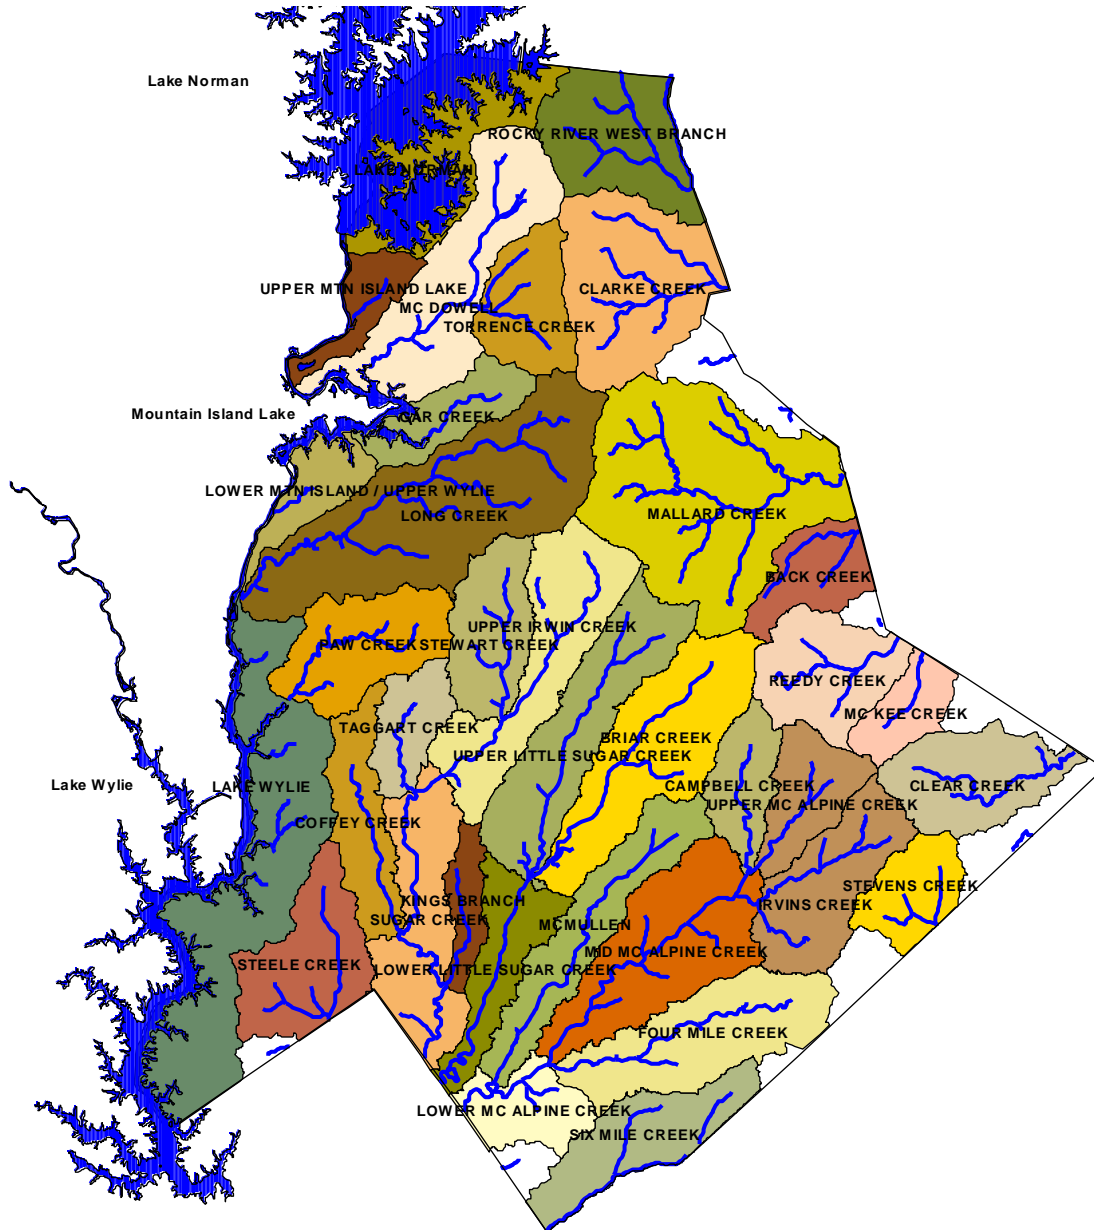 Lake Norman
ROCKY RIVER WEST BRANCH
LAKE NORMAN
UPPER MTN ISLAND LAKE
CLARKE CREEK
MC DOWELL
TORRENCE CREEK
Mountain Island Lake
GAR CREEK
LOWER MTN ISLAND / UPPER WYLIE
LONG CREEK
MALLARD CREEK
BACK CREEK
UPPER IRWIN CREEK
PAW CREEK
STEWART CREEK
REEDY CREEK
MC KEE CREEK
TAGGART CREEK
BRIAR CREEK
UPPER LITTLE SUGAR CREEK
Lake Wylie
LAKE WYLIE
CAMPBELL CREEK
CLEAR CREEK
UPPER MC ALPINE CREEK
COFFEY CREEK
STEVENS CREEK
KINGS BRANCH
IRVINS CREEK
SUGAR CREEK
MCMULLEN
MID MC ALPINE CREEK
STEELE CREEK
LOWER LITTLE SUGAR CREEK
FOUR MILE CREEK
LOWER MC ALPINE CREEK
SIX MILE CREEK